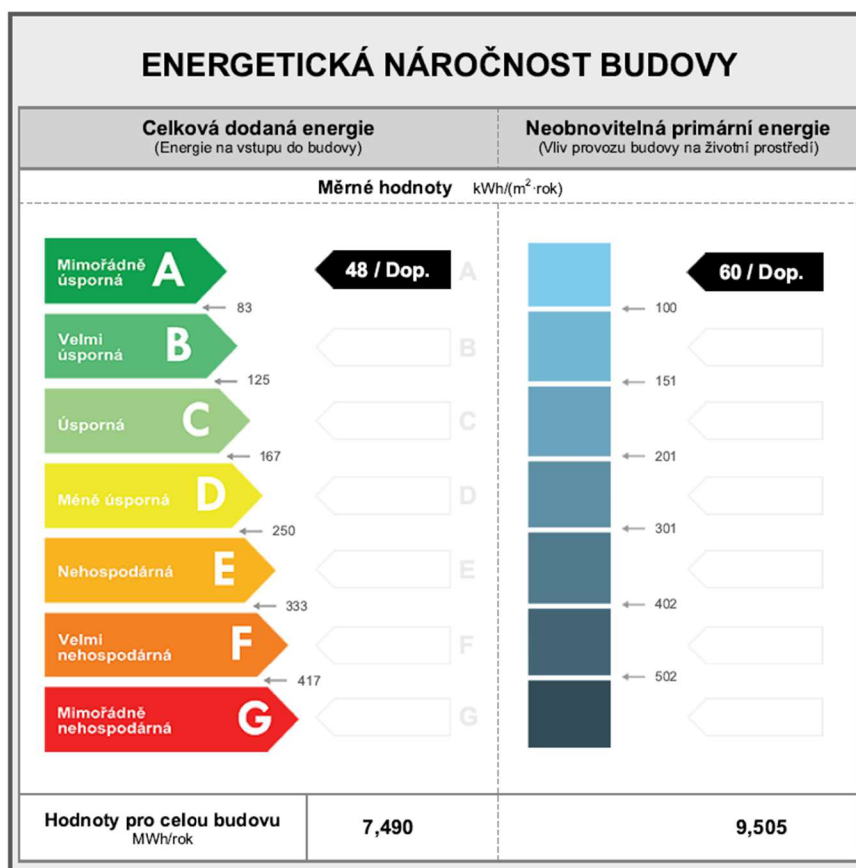 ENERGETICKÁ NÁROČNOST BUDOVY
Celková dodaná energie
(Energie na vstupu do budovy)
Neobnovitelná primární energie
(Vliv provozu budovy na životní prostředí)
Měrné hodnoty kWh/(m²·rok)
Mimořádně
úsporná
A
48 / Dop.
A
60 / Dop.
83
100
Velmi
úsporná
B
B
125
151
Úsporná
C
C
167
201
Méně úsporná
D
D
250
301
Nehospodárná
E
E
333
402
Velmi
nehospodárná
F
F
417
502
Mimořádně
nehospodárná
G
G
Hodnoty pro celou budovu
MWh/rok
7,490
9,505